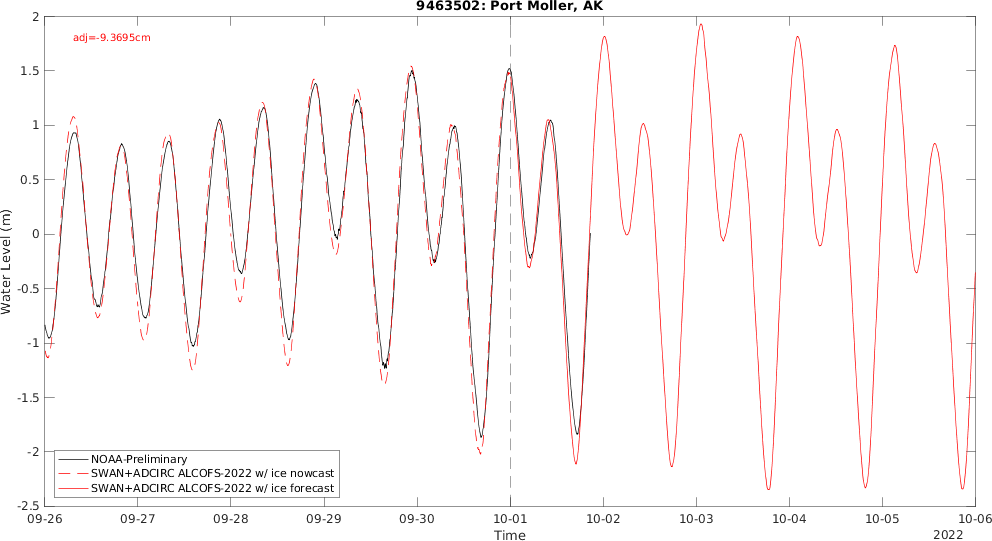 9463502: Port Moller, AK
adj=-9.3695cm
Water Level (m)
2
1.5
1
0.5
0
-0.5
-1
-1.5
-2
-2.5
NOAA-Preliminary
SWAN+ADCIRC ALCOFS-2022 w/ ice nowcast
SWAN+ADCIRC ALCOFS-2022 w/ ice forecast
09-26 09-27 09-28 09-29 09-30 10-01 10-02 10-03 10-04 10-05 10-06
Time
2022